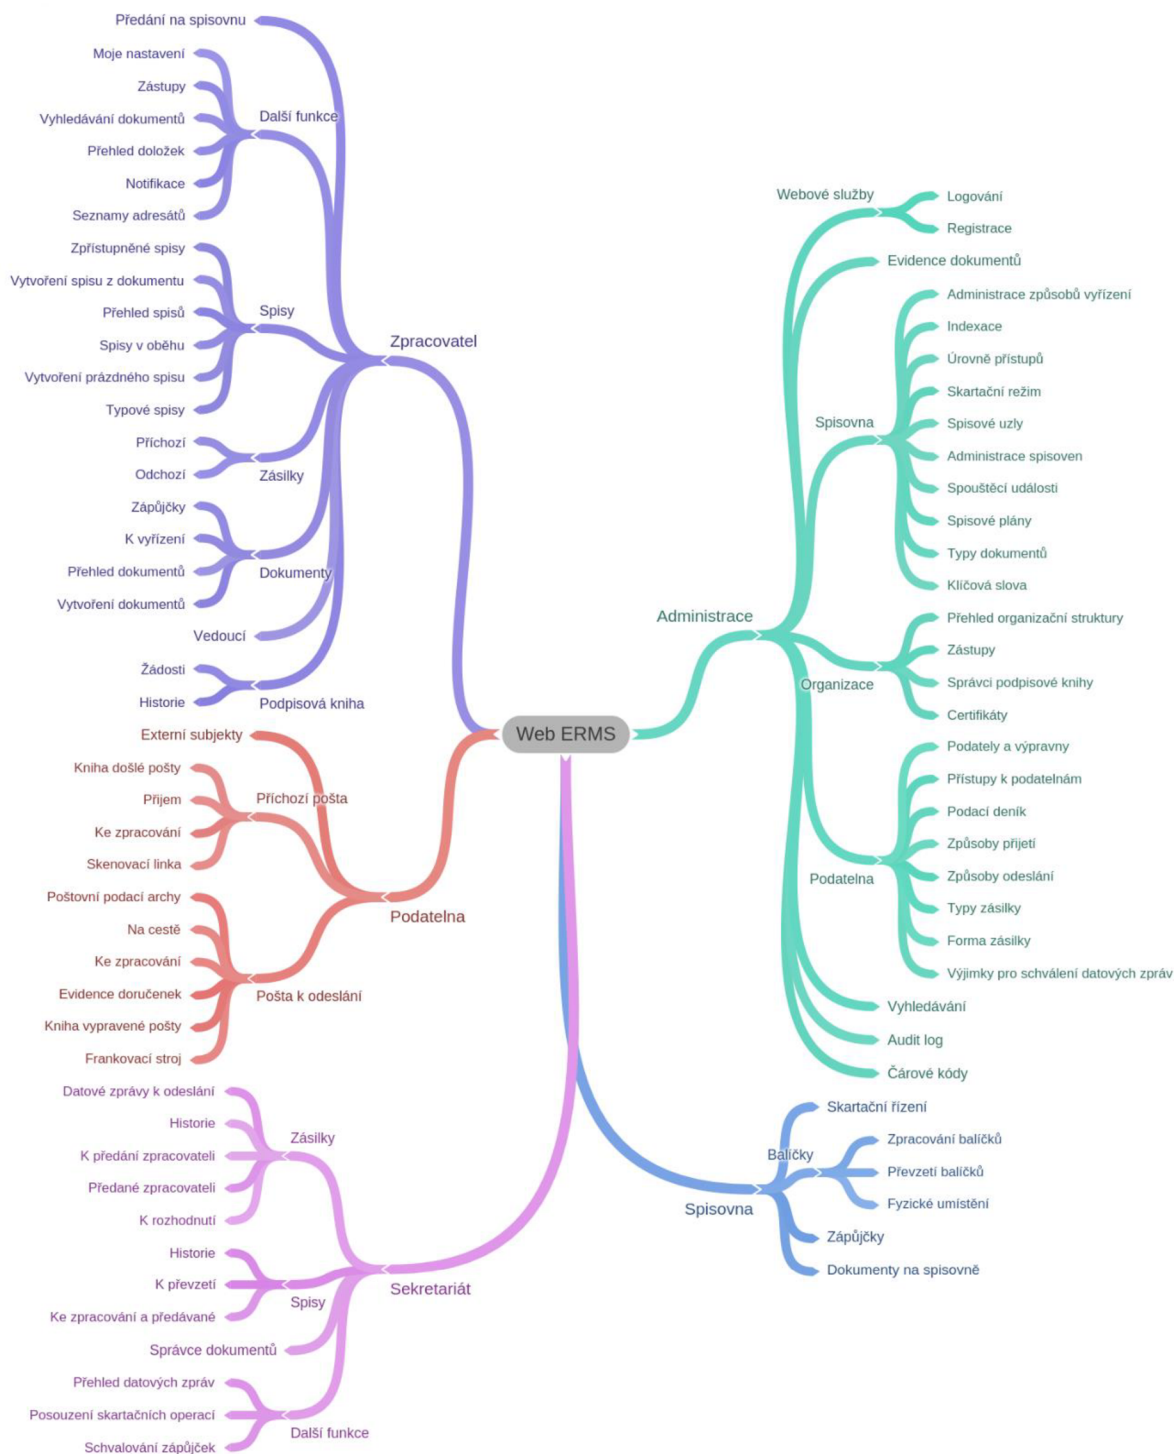 Předání na spisovnu
Moje nastavení
Zástupy
Vyhledávání dokumentů
Přehled doložek
Notifikace
Seznamy adresátů
Další funkce
Zpřístupněné spisy
Vytvoření spisu z dokumentu
Přehled spisů
Spisy v oběhu
Vytvoření prázdného spisu
Typové spisy
Spisy
Zpracovatel
Příchozí
Odchozí
Zásilky
Zápůjčky
K vyřízení
Přehled dokumentů
Vytvoření dokumentů
Dokumenty
Vedoucí
Žádosti
Historie
Podpisová kniha
Externí subjekty
Kniha došlé pošty
Přijem
Ke zpracování
Skenovací linka
Příchozí pošta
Podatelna
Poštovní podací archy
Na cestě
Ke zpracování
Evidence doručenek
Kniha vypravené pošty
Frankovací stroj
Pošta k odeslání
Datové zprávy k odeslání
Historie
K předání zpracovateli
Předané zpracovateli
K rozhodnutí
Zásilky
Historie
K převzetí
Ke zpracování a předávané
Spisy
Sekretariát
Správce dokumentů
Přehled datových zpráv
Posouzení skartačních operací
Schvalování zápůjček
Další funkce
Web ERMS
Webové služby
Logování
Registrace
Evidence dokumentů
Administrace způsobů vyřízení
Indexace
Úrovně přístupů
Skartační režim
Spisovna
Spisové uzly
Administrace spisoven
Spouštěcí události
Spisové plány
Typy dokumentů
Klíčová slova
Administrace
Přehled organizační struktury
Zástupy
Organizace
Správci podpisové knihy
Certifikáty
Podately a výpravny
Přístupy k podatelnám
Podací deník
Způsoby přijetí
Podatelna
Způsoby odeslání
Typy zásilky
Forma zásilky
Výjimky pro schválení datových zpráv
Vyhledávání
Audit log
Čárové kódy
Skartační řízení
Balíčky
Zpracování balíčků
Převzetí balíčků
Fyzické umístění
Spisovna
Zápůjčky
Dokumenty na spisovně